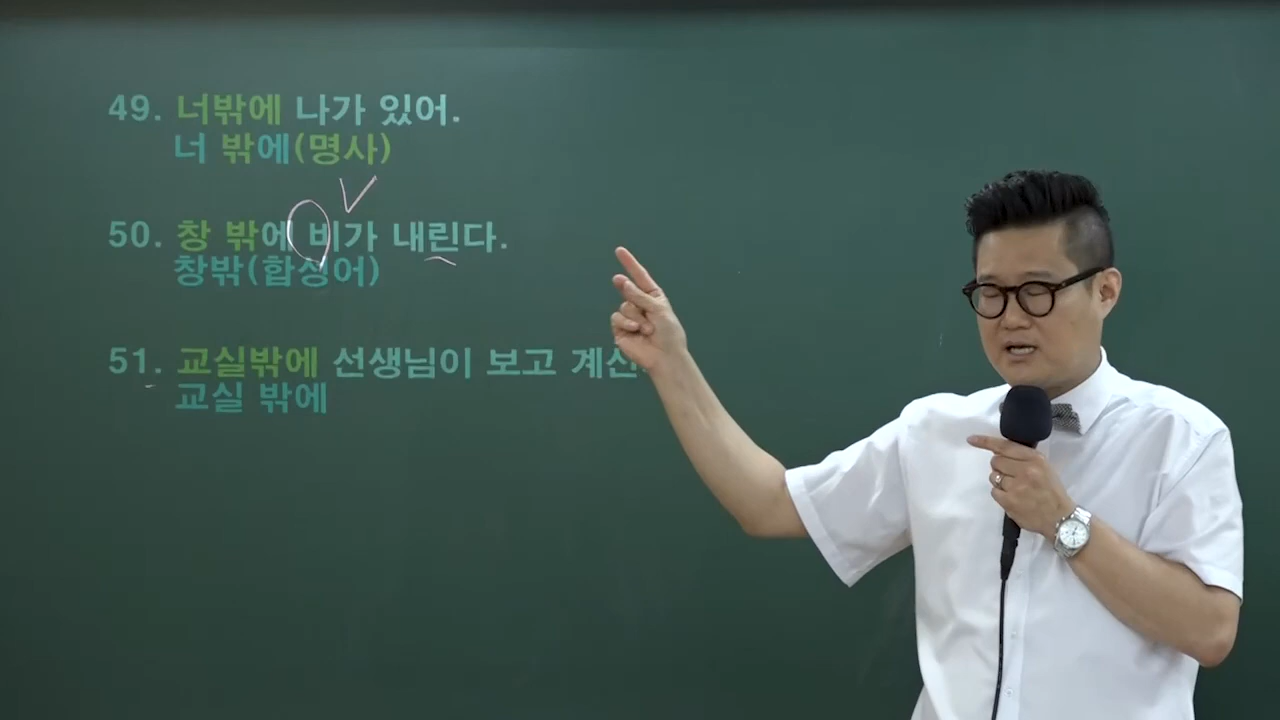 49. 너밖에 나가 있어.
너 밖에(명사)
50. 창 밖에 비가 내린다.
창밖(합성어)
51. 교실밖에 선생님이 보고 계신
교실 밖에